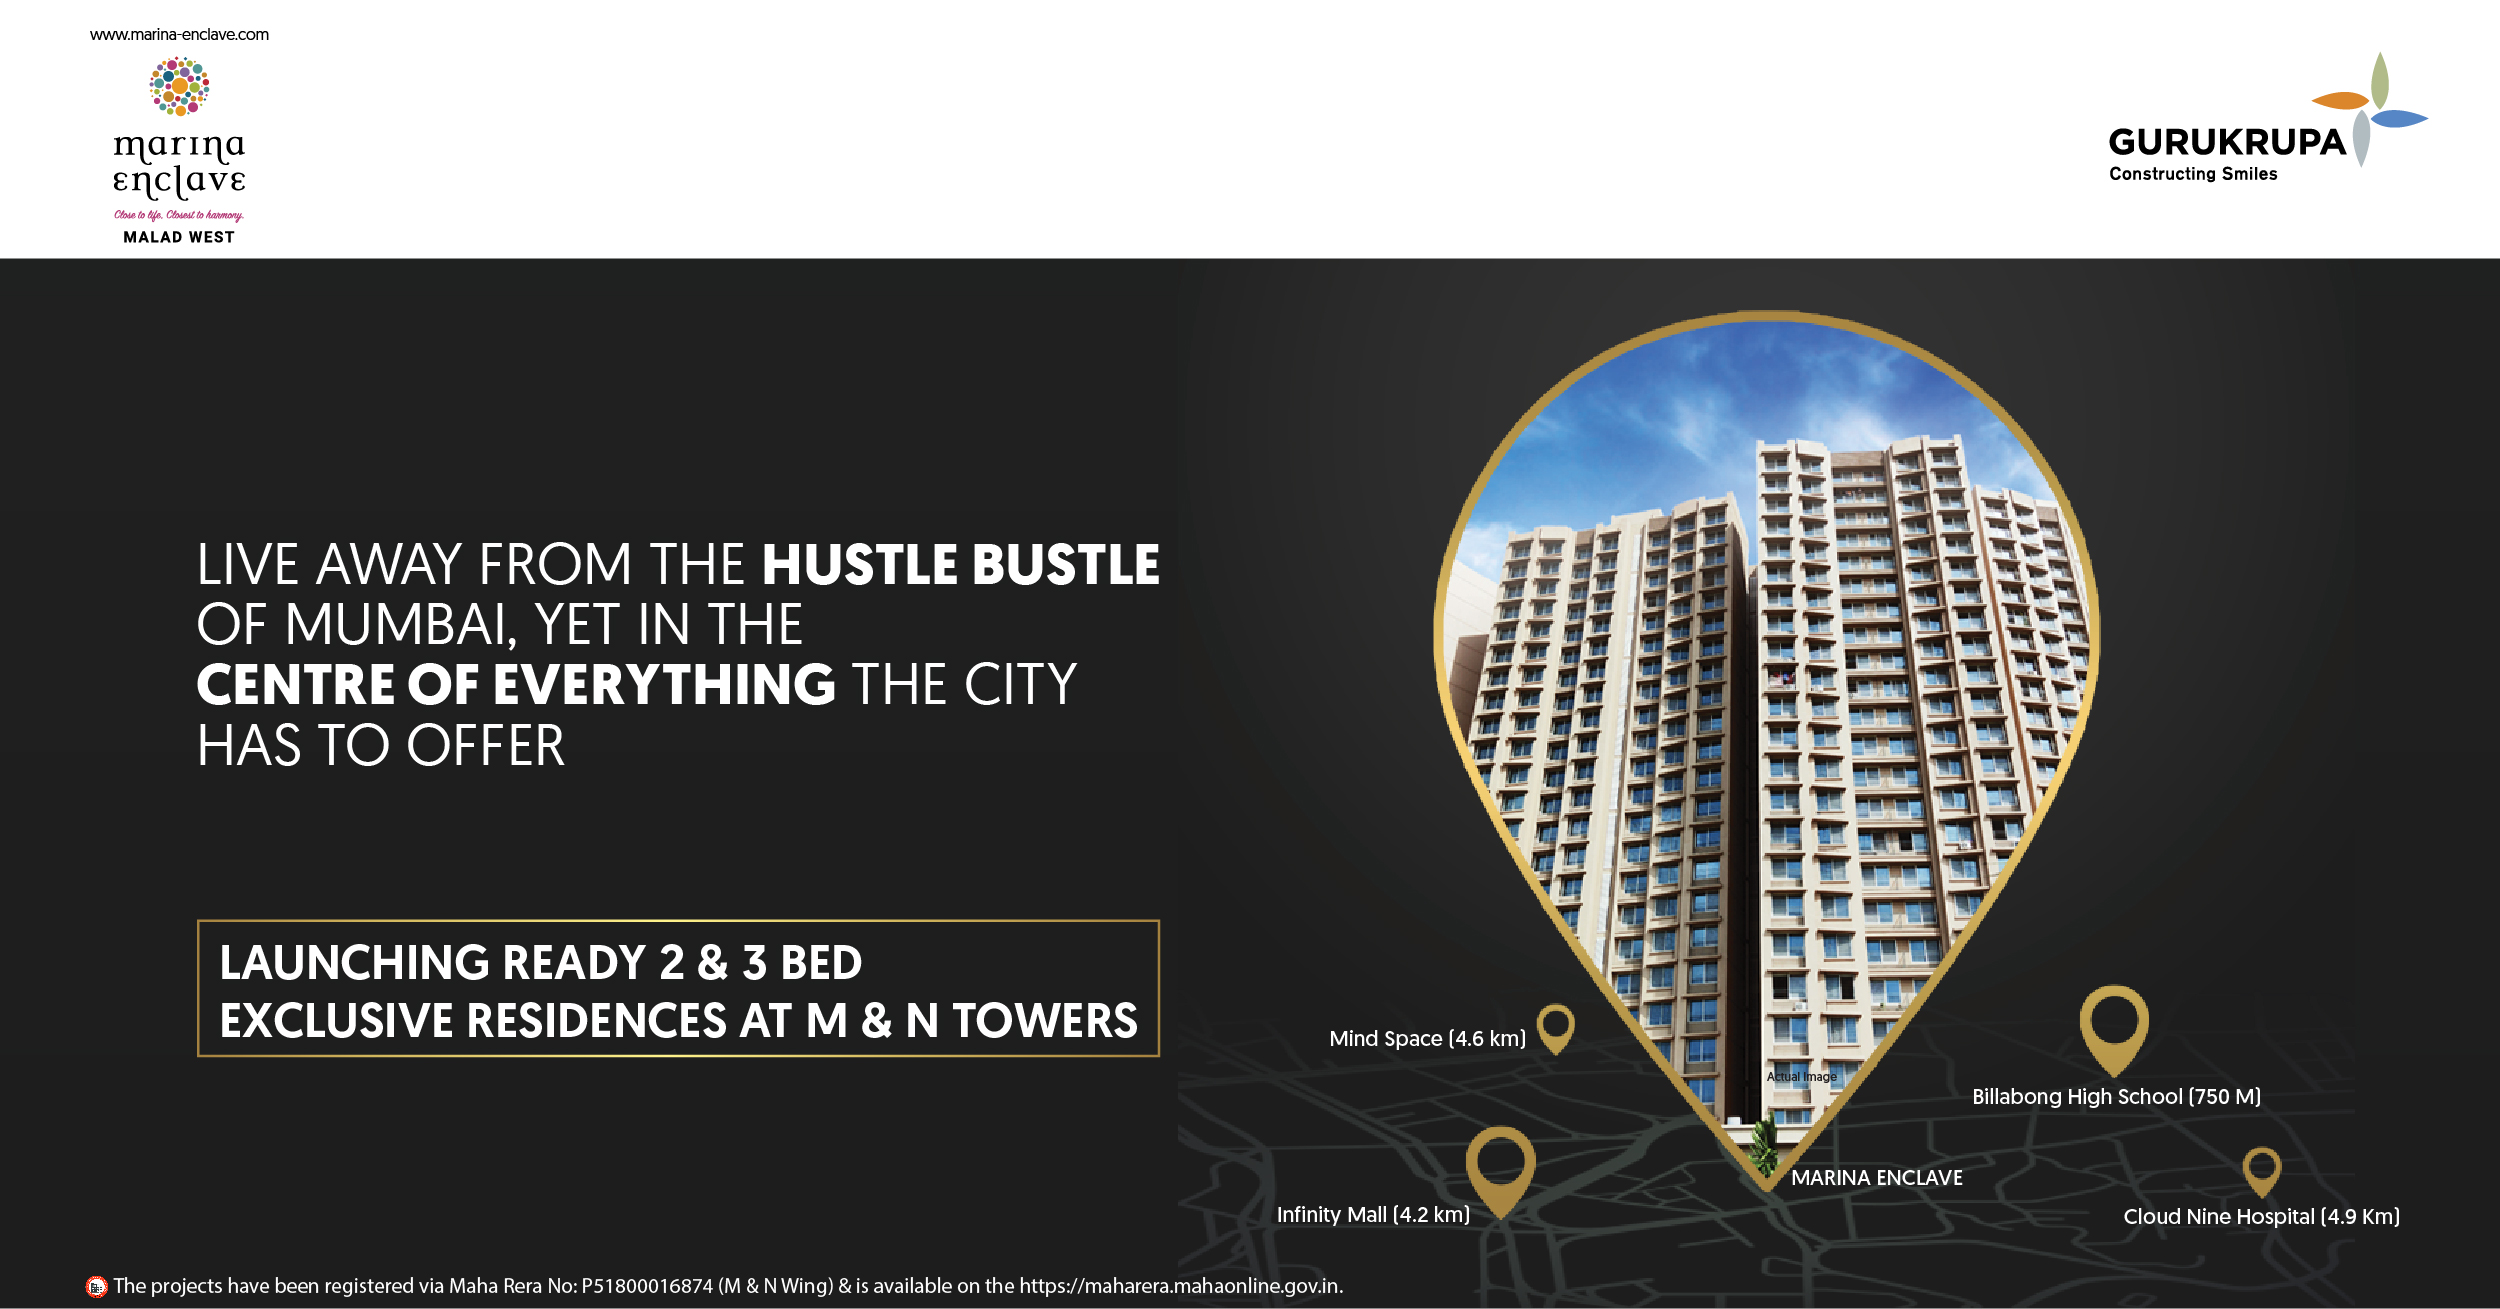 www.marina-enclave.com
marina
enclave
Close to life. Closest to harmony.
MALAD WEST
GURUKRUPA
Constructing Smiles
LIVE AWAY FROM THE HUSTLE BUSTLE
OF MUMBAI, YET IN THE
CENTRE OF EVERYTHING THE CITY
HAS TO OFFER
LAUNCHING READY 2 & 3 BED
EXCLUSIVE RESIDENCES AT M & N TOWERS
Mind Space (4.6 km)
Actual Image
Billabong High School (750 M)
MARINA ENCLAVE
Infinity Mall (4.2 km)
Cloud Nine Hospital (4.9 Km)
The projects have been registered via Maha Rera No: P51800016874 (M & N Wing) & is available on the https://maharera.mahaonline.gov.in.